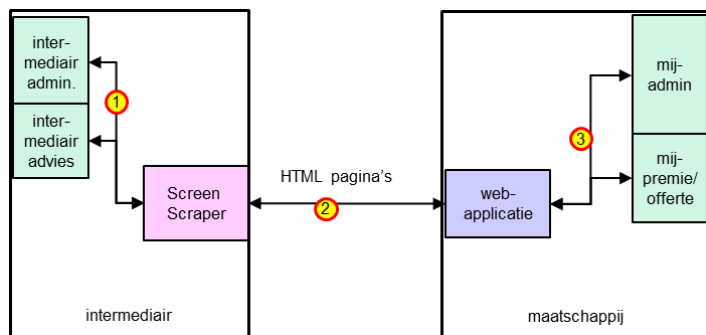 inter-
mediair
admin.
1
inter-
mediair
advies
Screen
Scraper
intermediair
HTML pagina's
2
web-
applicatie
3
mij-
admin
mij-
premie/
offerte
maatschappij